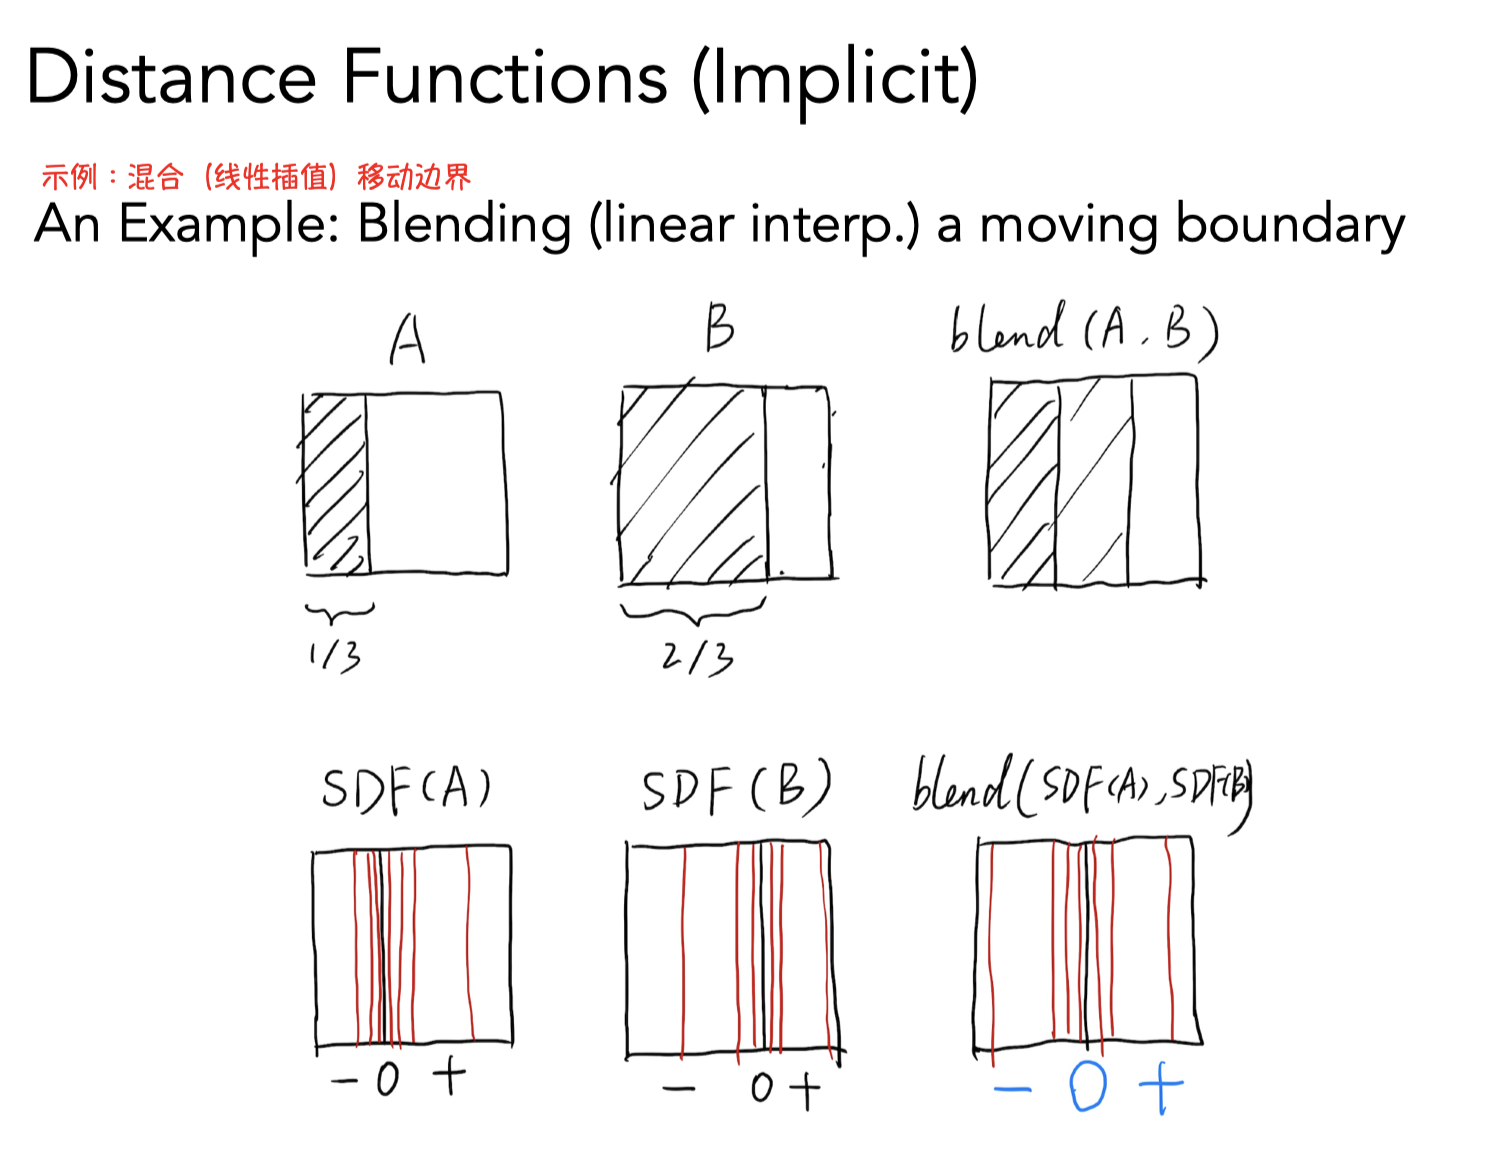 Distance Functions (Implicit)
示例：混合（线性插值）移动边界
An Example: Blending (linear interp.) a moving boundary
A
B
blend (A, B)
1/3
2/3
SDF(A)
SDF(B)
blend(SDF(A), SDF(B))
- 0 +
- 0 +
- 0 +